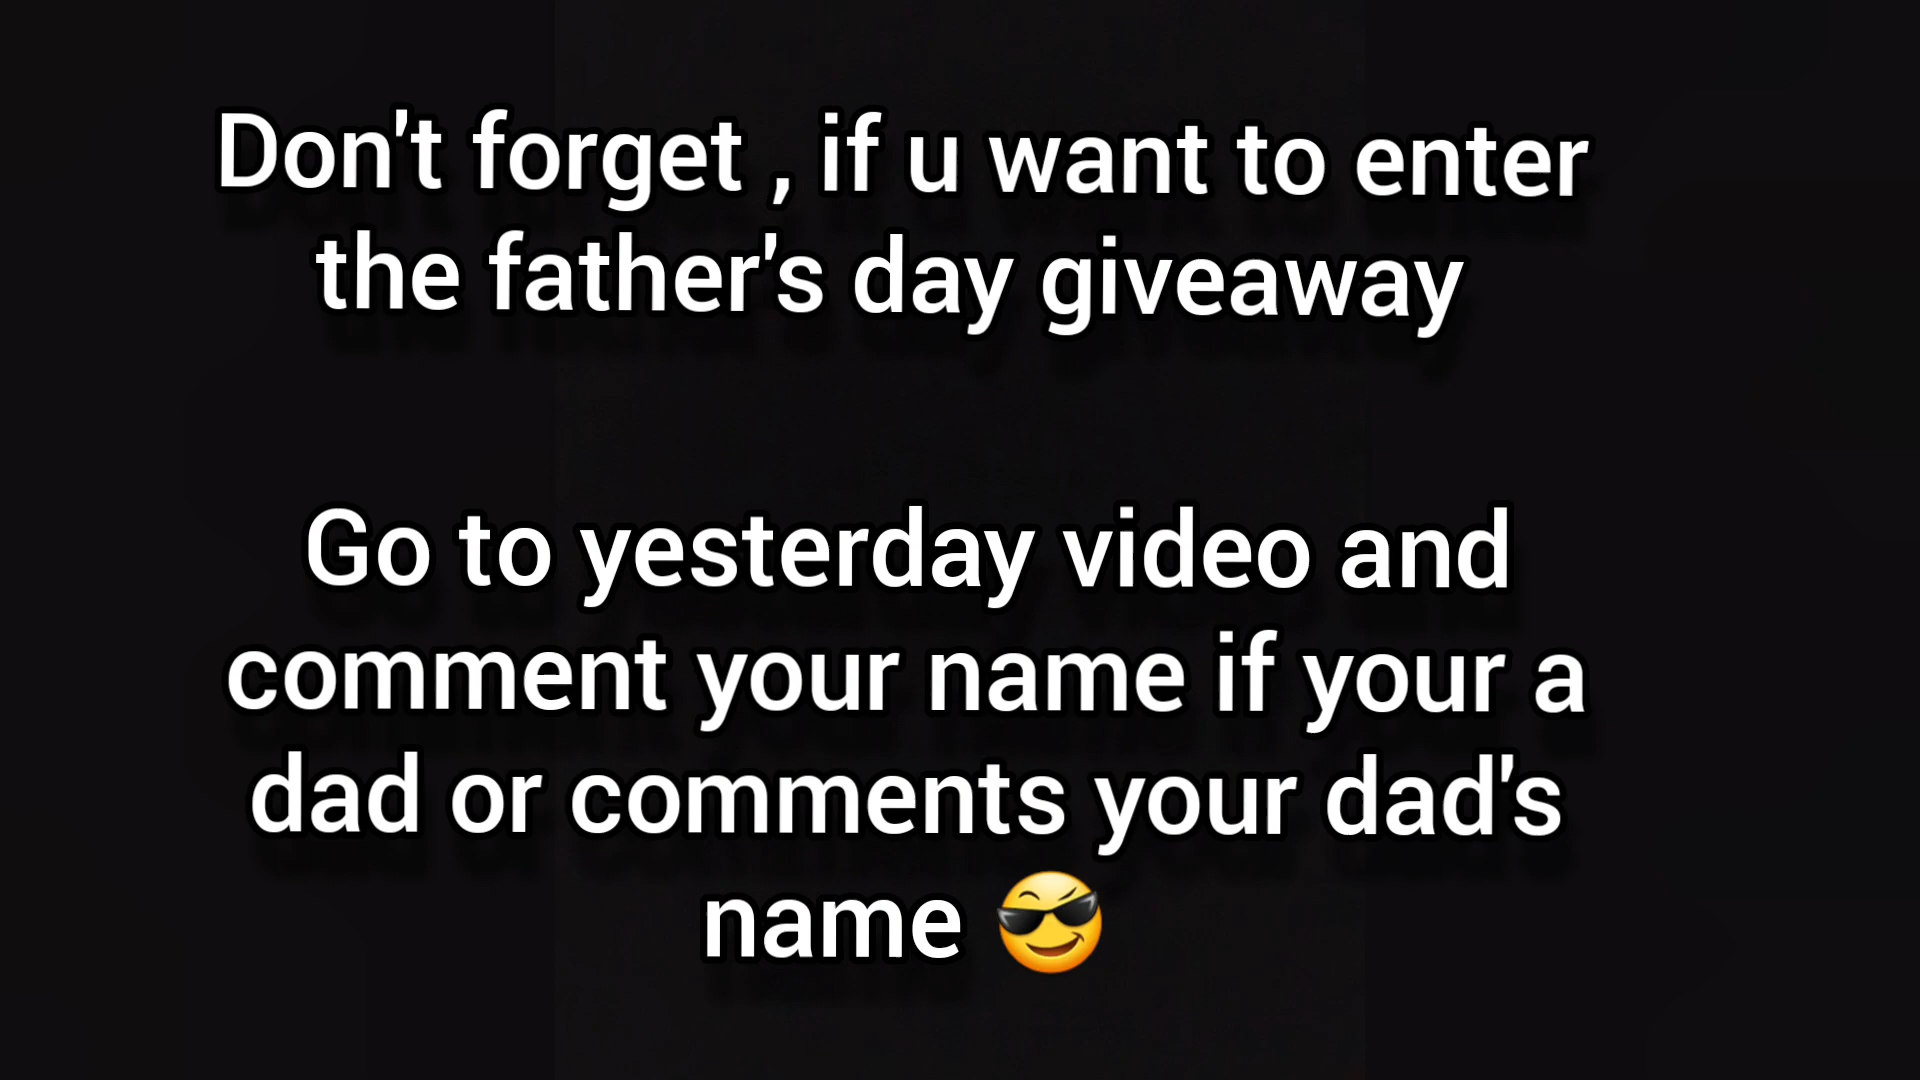 Don't forget , if u want to enter
the father's day giveaway
Go to yesterday video and
comment your name if your a
dad or comments your dad's
name 😎